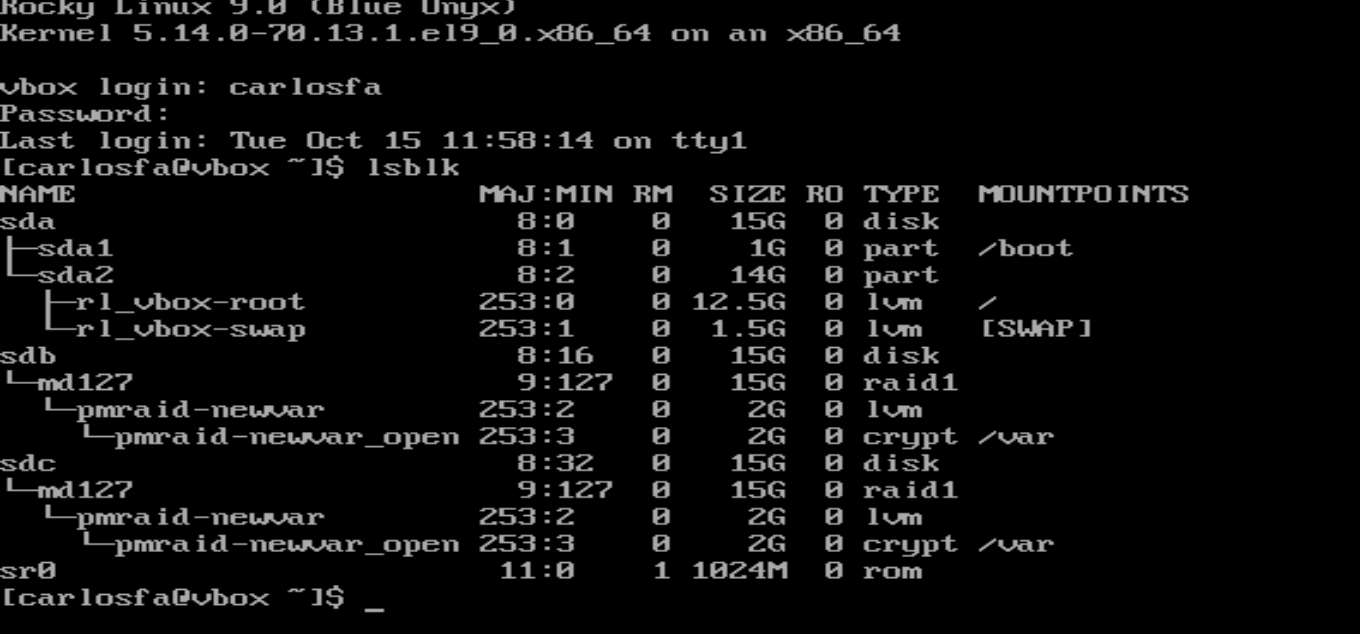 Rocky Linux 9.0 (Blue Onyx)
Kernel 5.14.0-70.13.1.el9_0.x86_64 on an x86_64
vbox login: carlosfa
Password:
Last login: Tue Oct 15 11:58:14 on tty1
[carlosfa@vbox ~]$ lsblk
NAME                     MAJ:MIN RM   SIZE RO TYPE  MOUNTPOINTS
sda                        8:0    0    15G  0 disk
├─sda1                     8:1    0     1G  0 part  /boot
└─sda2                     8:2    0    14G  0 part
  ├─rl_vbox-root         253:0    0  12.5G  0 lvm   /
  └─rl_vbox-swap         253:1    0   1.5G  0 lvm   [SWAP]
sdb                        8:16   0    15G  0 disk
└─md127                    9:127  0    15G  0 raid1
  └─pmraid-newvar        253:2    0     2G  0 lvm
    └─pmraid-newvar_open 253:3    0     2G  0 crypt /var
sdc                        8:32   0    15G  0 disk
└─md127                    9:127  0    15G  0 raid1
  └─pmraid-newvar        253:2    0     2G  0 lvm
    └─pmraid-newvar_open 253:3    0     2G  0 crypt /var
sr0                       11:0    1  1024M  0 rom
[carlosfa@vbox ~]$ _